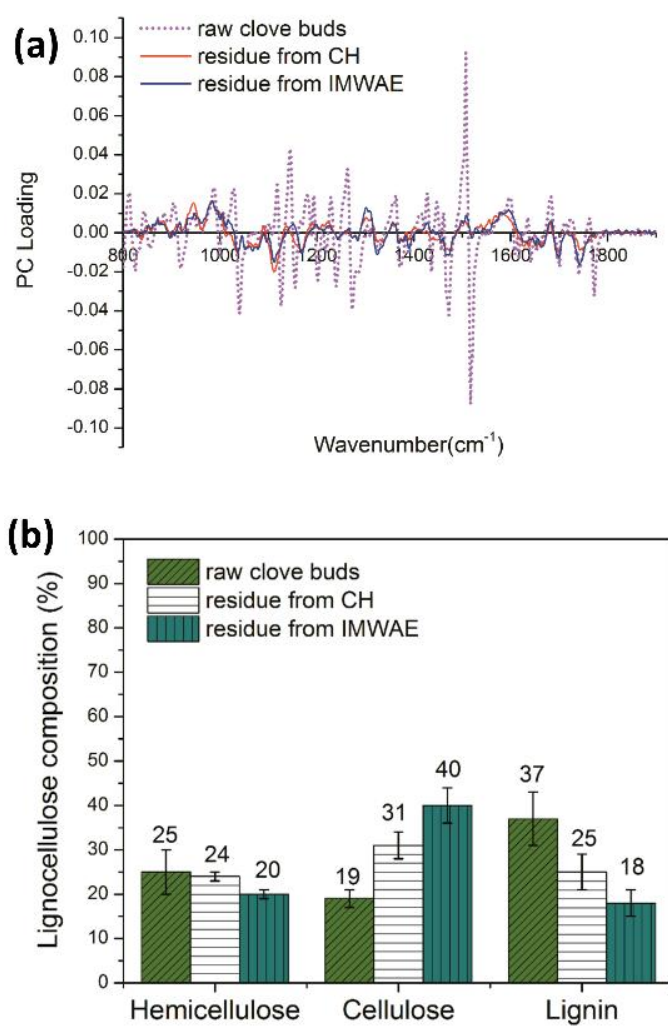 (a)
raw clove buds
residue from CH
residue from IMWAE
0.10
0.08
0.06
0.04
0.02
0.00
-0.02
-0.04
-0.06
-0.08
-0.10
PC Loading
800 1000 1200 1400 1600 1800
Wavenumber(cm⁻¹)
(b)
raw clove buds
residue from CH
residue from IMWAE
100
90
80
70
60
50
40
30
20
10
0
Lignocellulose composition (%)
25 24 20 19 31 40 37 25 18
Hemicellulose Cellulose Lignin